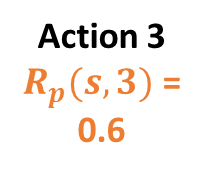 Action 3
Rₚ(s, 3) =
0.6